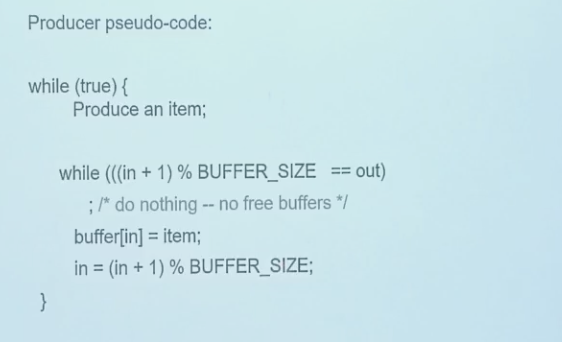 Producer pseudo-code:
while (true) {
Produce an item;
while (((in + 1) % BUFFER_SIZE == out)
; /* do nothing -- no free buffers */
buffer[in] = item;
in = (in + 1) % BUFFER_SIZE;
}